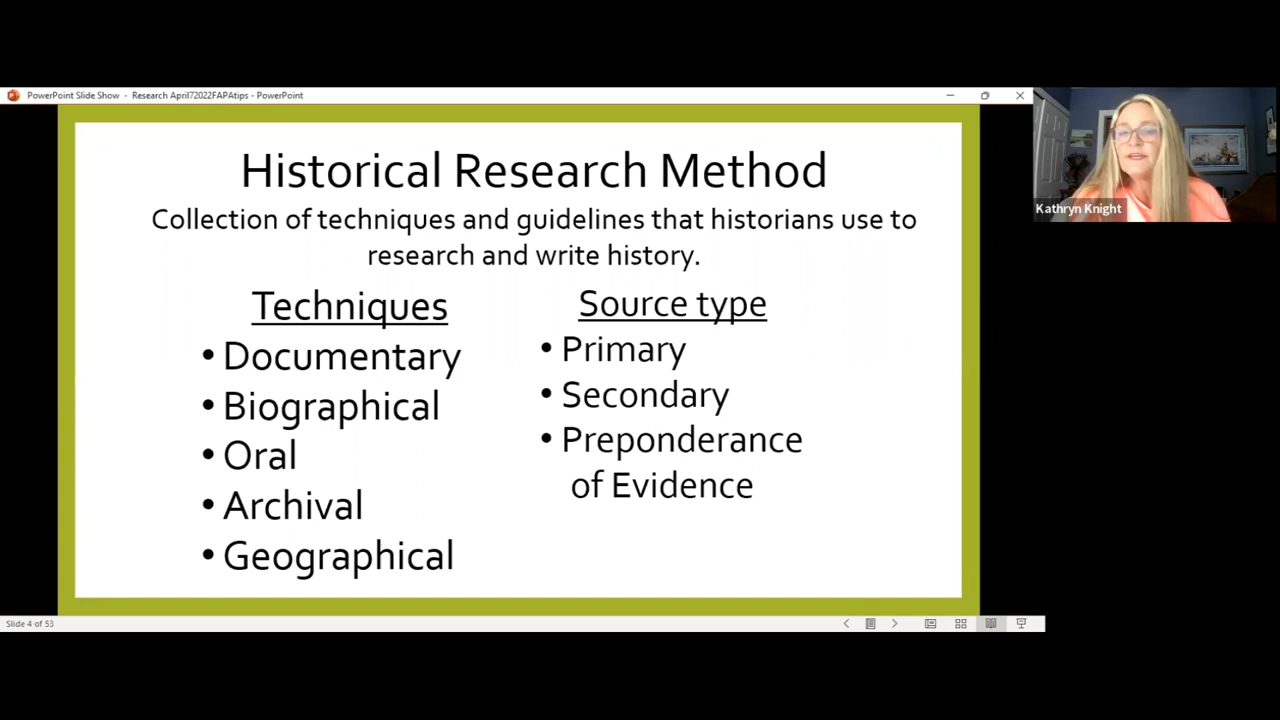 PowerPoint Slide Show - Research April72022FAPAtips - PowerPoint
Historical Research Method
Collection of techniques and guidelines that historians use to
research and write history.
Techniques
• Documentary
• Biographical
• Oral
• Archival
• Geographical
Source type
• Primary
• Secondary
• Preponderance
of Evidence
Kathryn Knight
Slide 4 of 53